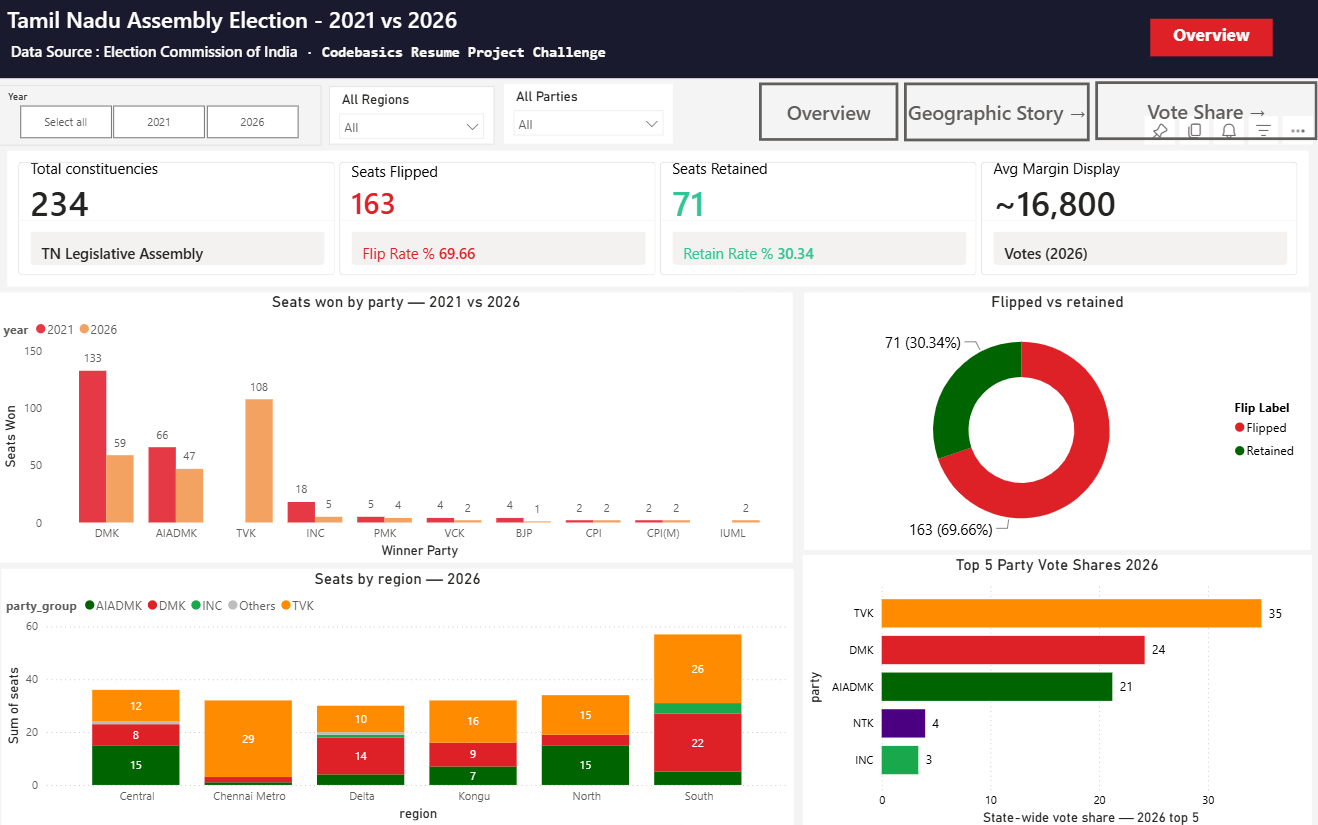 Tamil Nadu Assembly Election - 2021 vs 2026
Data Source : Election Commission of India · Codebasics Resume Project Challenge
Overview
Year
Select all
2021
2026
All Regions
All
All Parties
All
Overview
Geographic Story →
Vote Share →
Total constituencies
234
TN Legislative Assembly
Seats Flipped
163
Flip Rate % 69.66
Seats Retained
71
Retain Rate % 30.34
Avg Margin Display
~16,800
Votes (2026)
Seats won by party — 2021 vs 2026
year 2021 2026
Seats Won
150
100
50
0
133
59
66
47
108
18
5
5
4
4
2
4
1
2
2
2
2
2
DMK
AIADMK
TVK
INC
PMK
VCK
BJP
CPI
CPI(M)
IUML
Winner Party
Flipped vs retained
71 (30.34%)
163 (69.66%)
Flip Label
Flipped
Retained
Seats by region — 2026
party_group AIADMK DMK INC Others TVK
Sum of seats
60
40
20
0
12
8
15
29
10
14
16
9
7
15
15
26
22
Central
Chennai Metro
Delta
Kongu
North
South
region
Top 5 Party Vote Shares 2026
party
TVK
35
DMK
24
AIADMK
21
NTK
4
INC
3
0
10
20
30
State-wide vote share — 2026 top 5